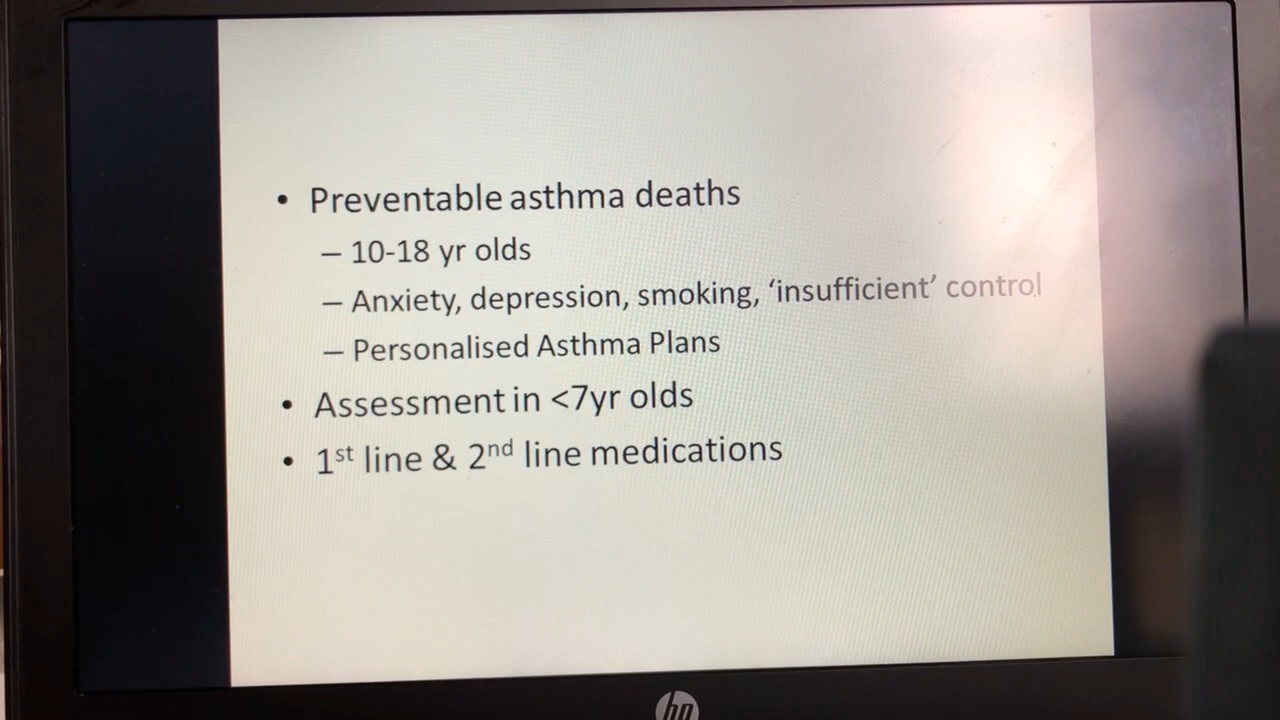 • Preventable asthma deaths
– 10-18 yr olds
– Anxiety, depression, smoking, ‘insufficient’ control
– Personalised Asthma Plans
• Assessment in <7yr olds
• 1st line & 2nd line medications
hp